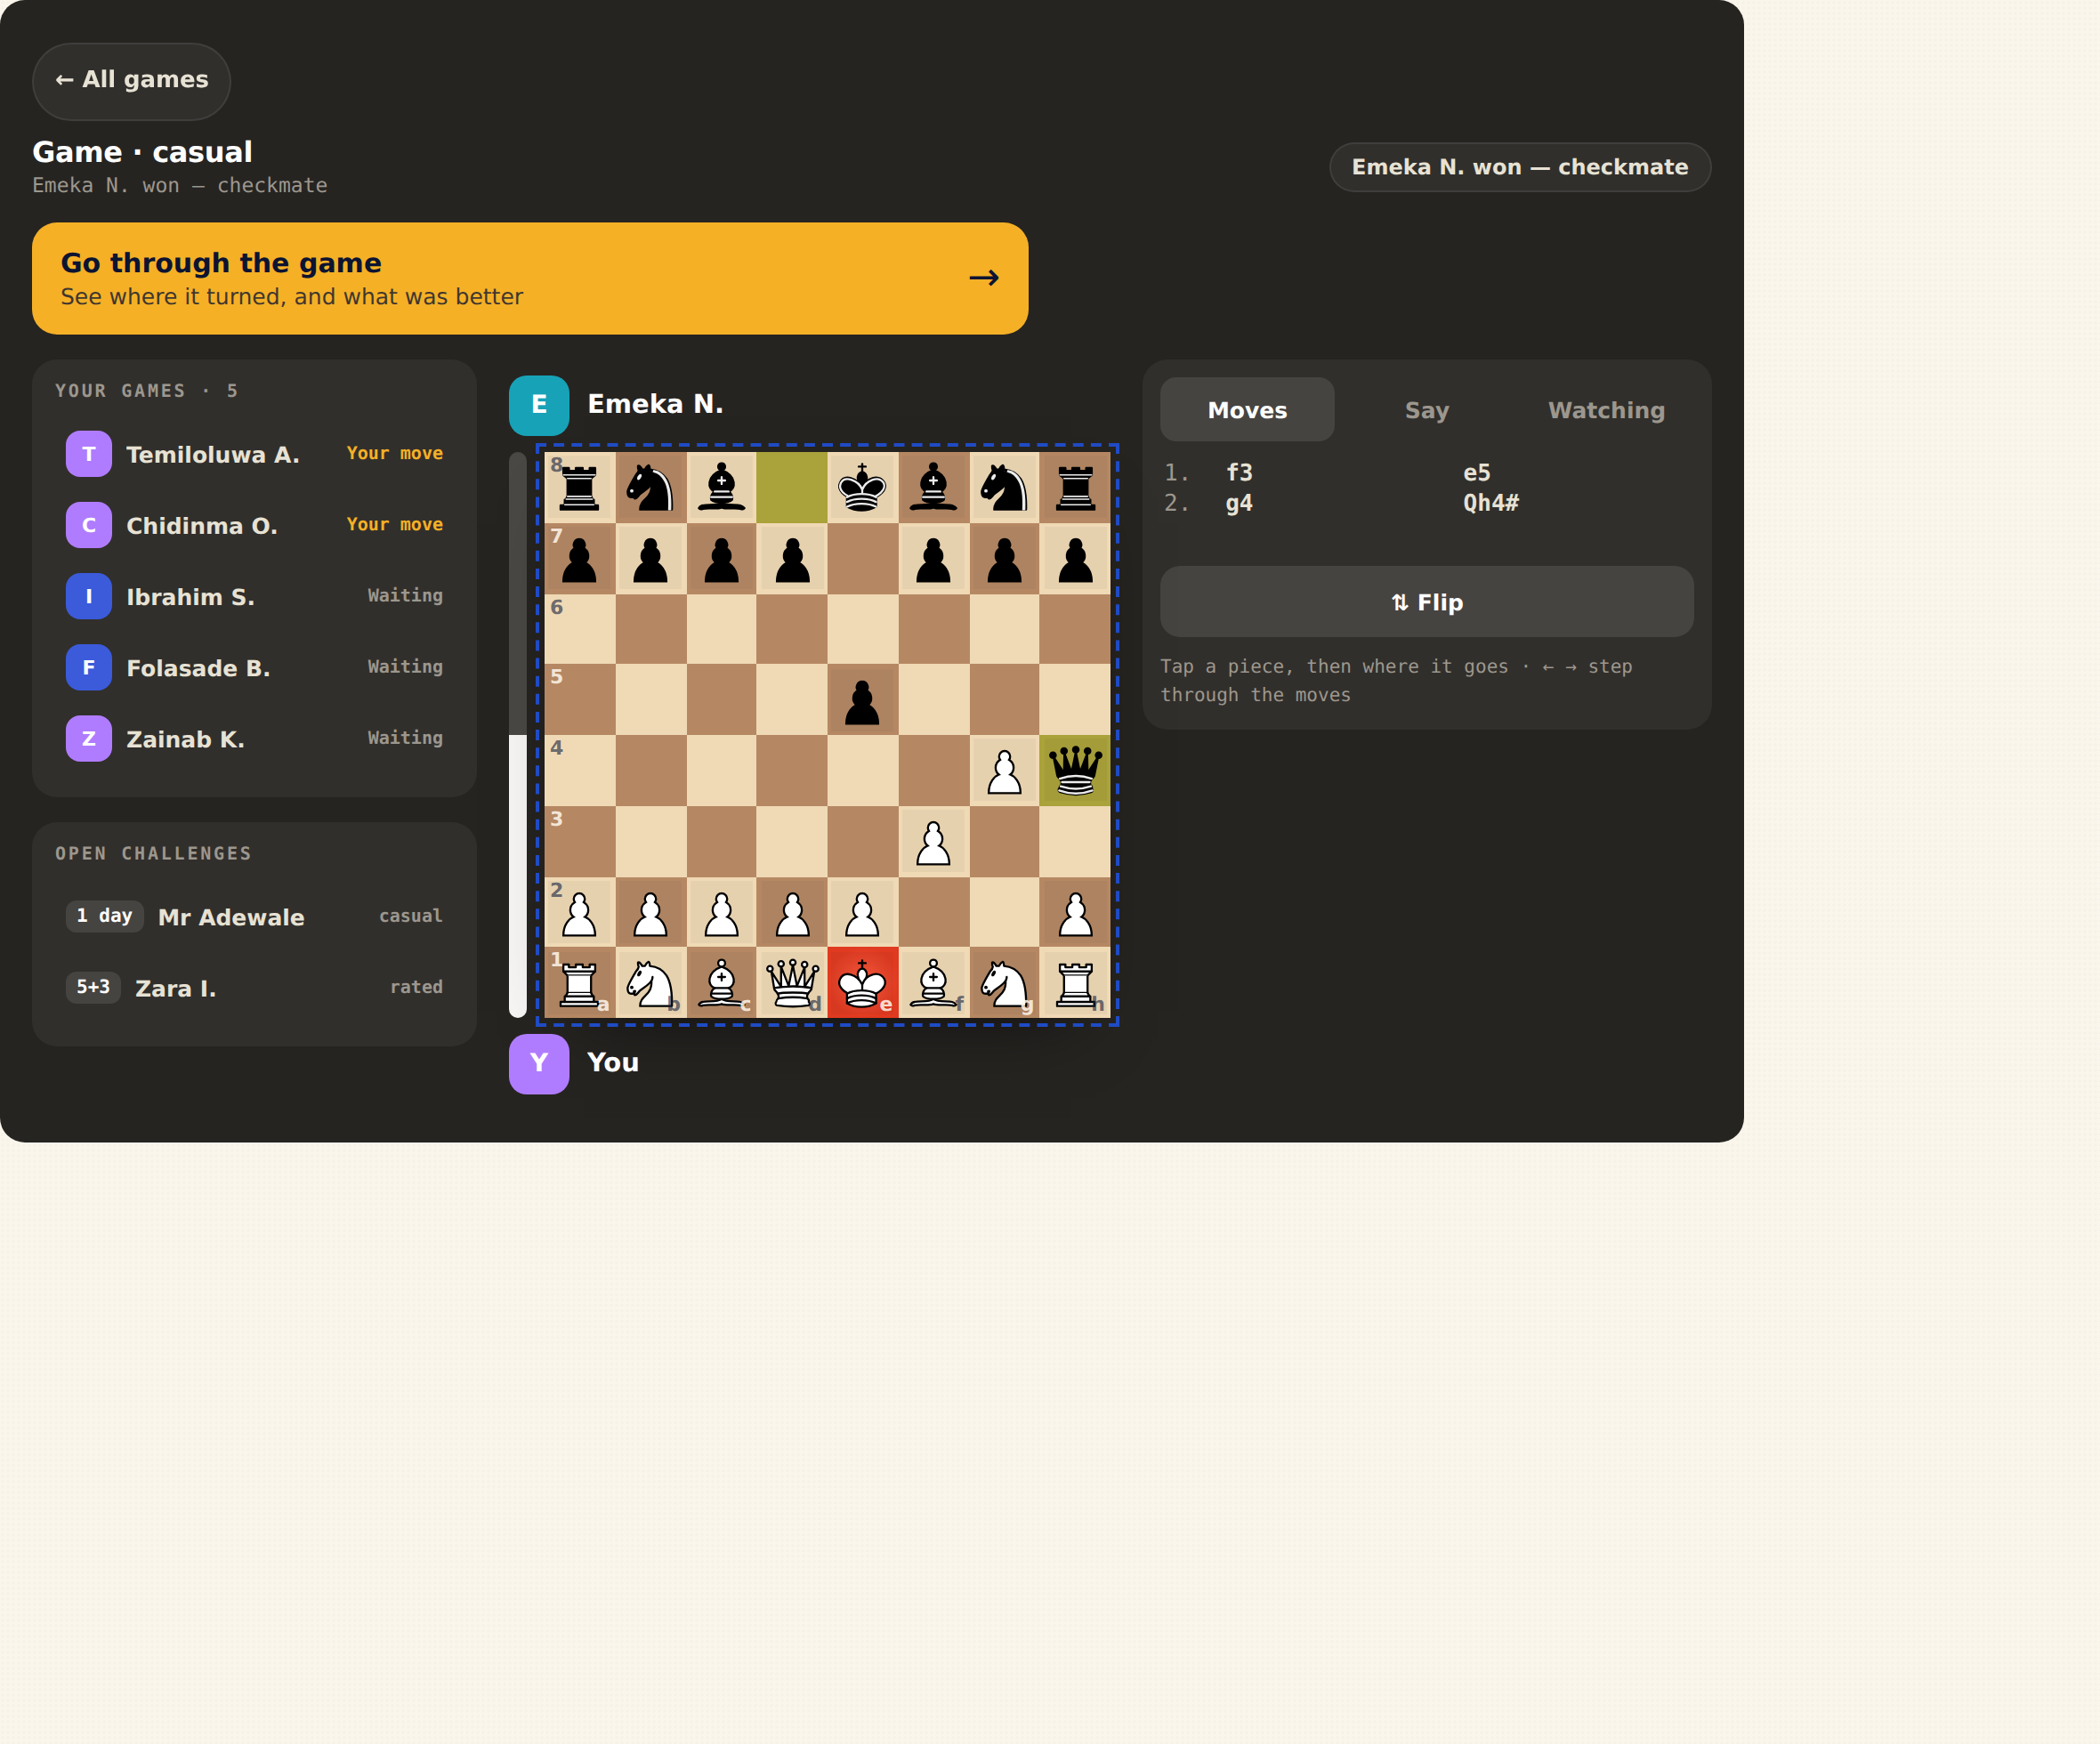 ← All games
Game · casual
Emeka N. won — checkmate
Emeka N. won — checkmate
Go through the game
See where it turned, and what was better
→
YOUR GAMES · 5
T Temiloluwa A. Your move
C Chidinma O. Your move
I Ibrahim S. Waiting
F Folasade B. Waiting
Z Zainab K. Waiting
OPEN CHALLENGES
1 day Mr Adewale casual
5+3 Zara I. rated
E Emeka N.
8
7
6
5
4
3
2
1
a b c d e f g h
Y You
Moves Say Watching
1. f3 e5
2. g4 Qh4#
⇅ Flip
Tap a piece, then where it goes · ← → step
through the moves